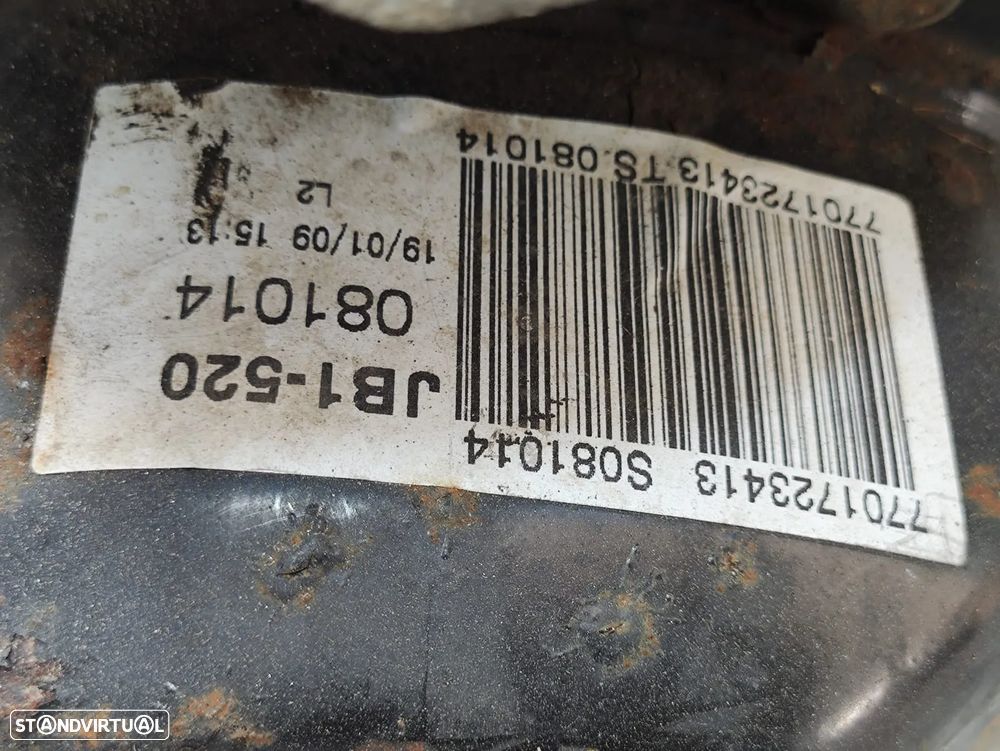 7701723413 S081014
7701723413 TS.081014
JB1-520
081014
19/01/09 15:13
L2
STANDVIRTUAL